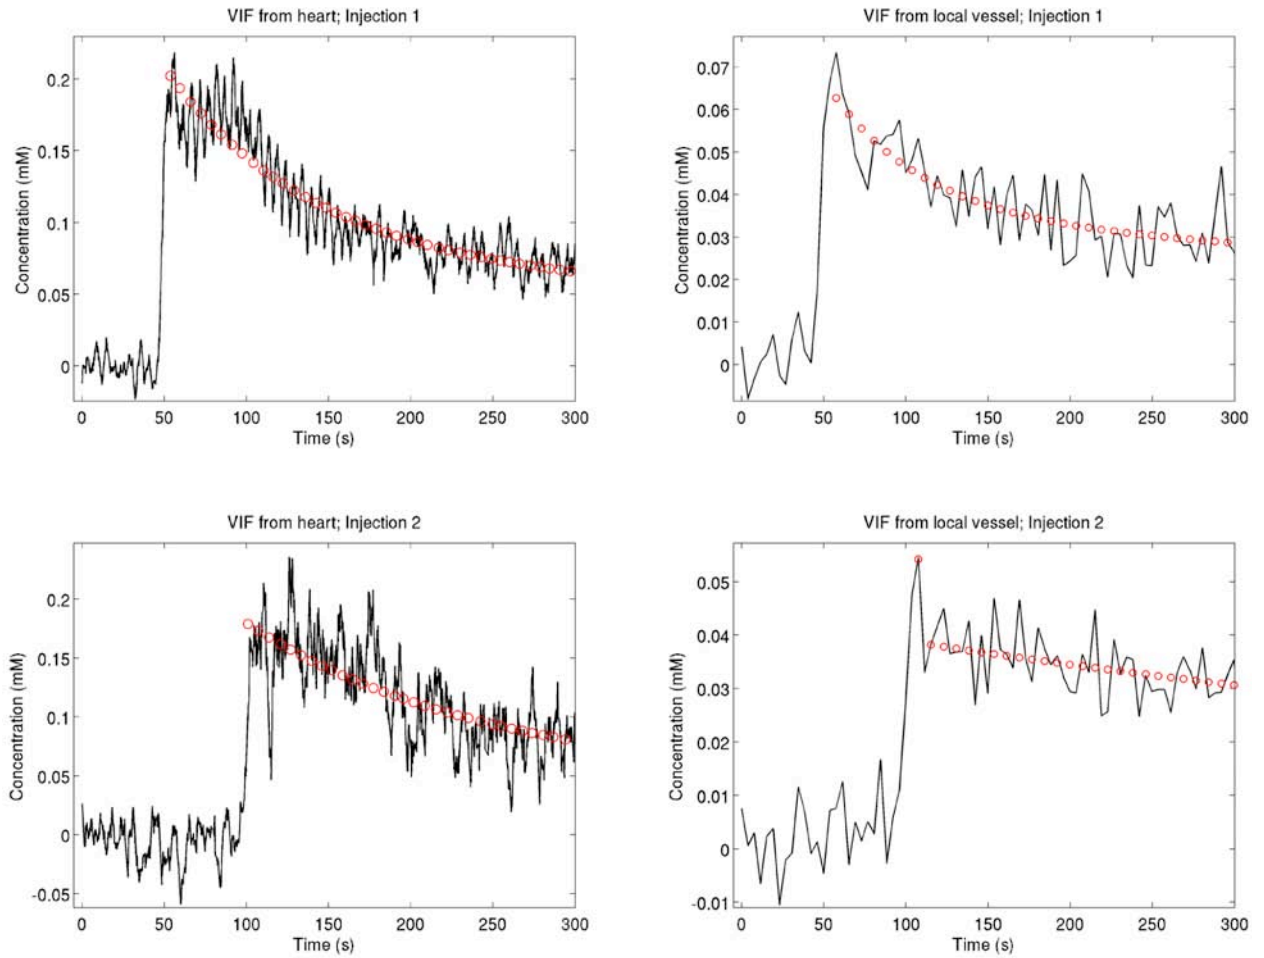 VIF from heart; Injection 1
0.2
0.15
0.1
0.05
0
Concentration (mM)
0 50 100 150 200 250 300
Time (s)
VIF from local vessel; Injection 1
0.07
0.06
0.05
0.04
0.03
0.02
0.01
0
Concentration (mM)
0 50 100 150 200 250 300
Time (s)
VIF from heart; Injection 2
0.2
0.15
0.1
0.05
0
-0.05
Concentration (mM)
0 50 100 150 200 250 300
Time (s)
VIF from local vessel; Injection 2
0.05
0.04
0.03
0.02
0.01
0
-0.01
Concentration (mM)
0 50 100 150 200 250 300
Time (s)